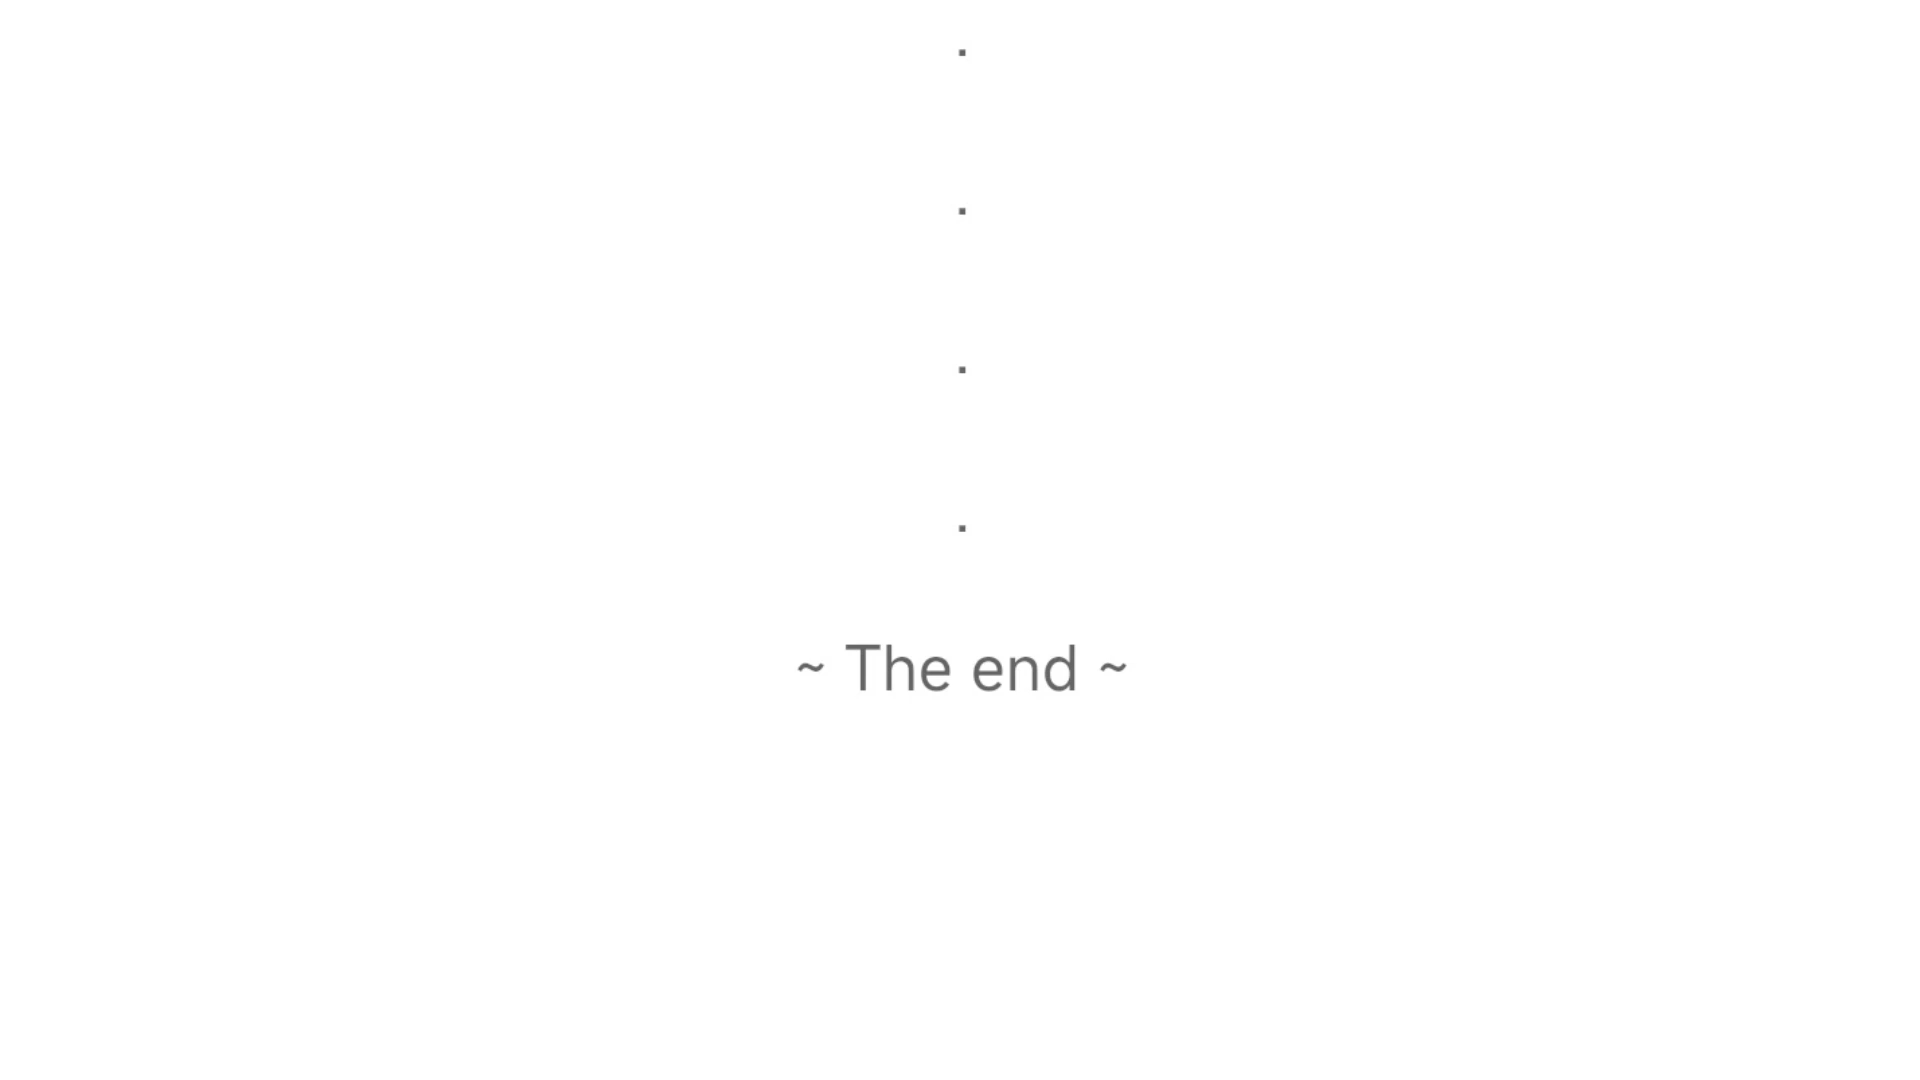 .
.
.
.
~ The end ~